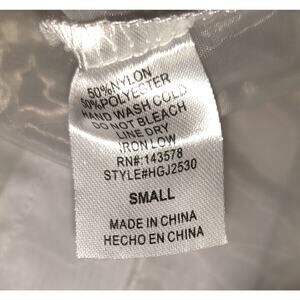 50%NYLON
50%POLYESTER
HAND WASH COLD
DO NOT BLEACH
LINE DRY
IRON LOW
RN#:143578
STYLE#HGJ2530
SMALL
MADE IN CHINA
HECHO EN CHINA